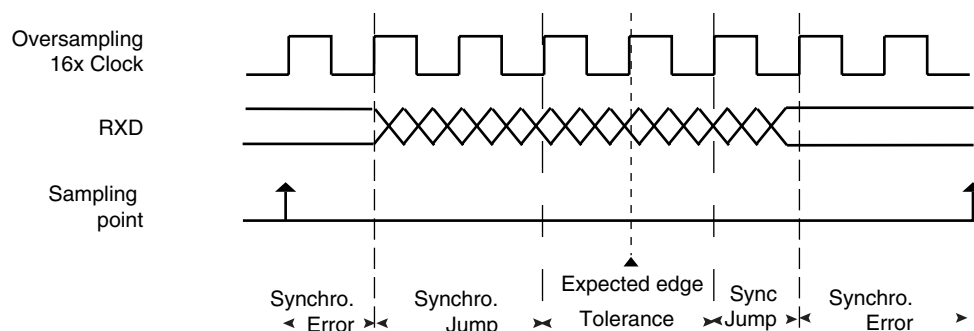 Oversampling
16x Clock
RXD
Sampling
point
Expected edge
Synchro.
Error
Synchro.
Jump
Tolerance
Sync
Jump
Synchro.
Error